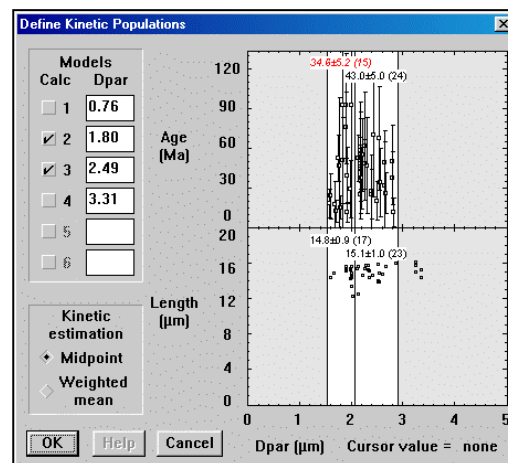 Define Kinetic Populations
Models
Calc Dpar
1 0.76
2 1.80
3 2.49
4 3.31
5
6
Kinetic
estimation
Midpoint
Weighted
mean
OK Help Cancel
Age
(Ma)
120
90
60
30
0
34.6±5.2 (15)
43.0±5.0 (24)
Length
(µm)
20
16
12
8
4
0
14.8±0.9 (17)
15.1±1.0 (23)
0 1 2 3 4 5
Dpar (µm) Cursor value = none